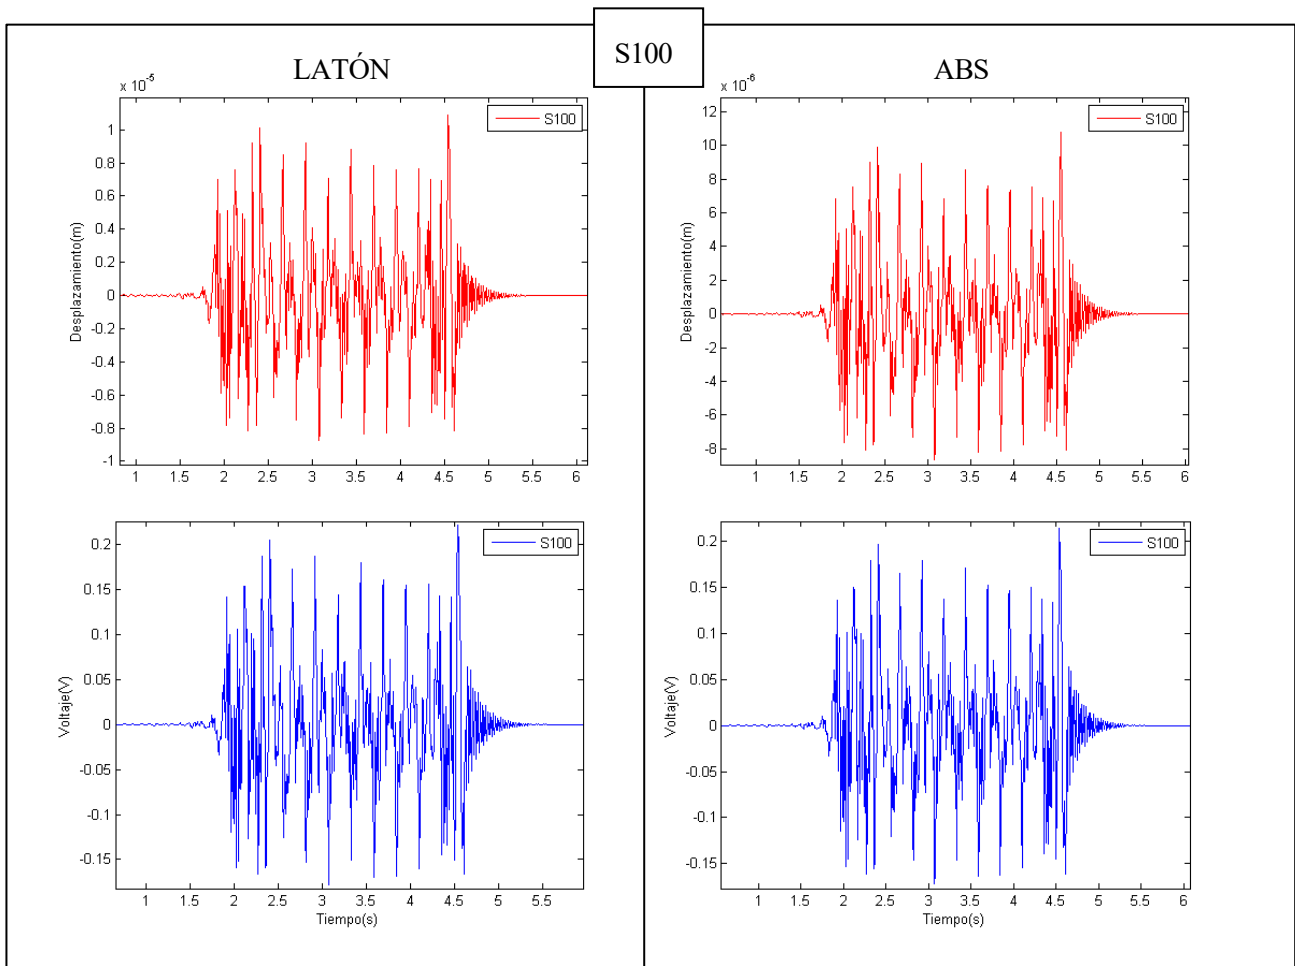 S100
LATÓN
ABS
x 10-5
S100
1
0.8
0.6
0.4
0.2
0
-0.2
-0.4
-0.6
-0.8
-1
Desplazamiento(m)
1 1.5 2 2.5 3 3.5 4 4.5 5 5.5 6
x 10-6
S100
12
10
8
6
4
2
0
-2
-4
-6
-8
Desplazamiento(m)
1 1.5 2 2.5 3 3.5 4 4.5 5 5.5 6
S100
0.2
0.15
0.1
0.05
0
-0.05
-0.1
-0.15
Voltaje(V)
1 1.5 2 2.5 3 3.5 4 4.5 5 5.5
Tiempo(s)
S100
0.2
0.15
0.1
0.05
0
-0.05
-0.1
-0.15
Voltaje(V)
1 1.5 2 2.5 3 3.5 4 4.5 5 5.5 6
Tiempo(s)